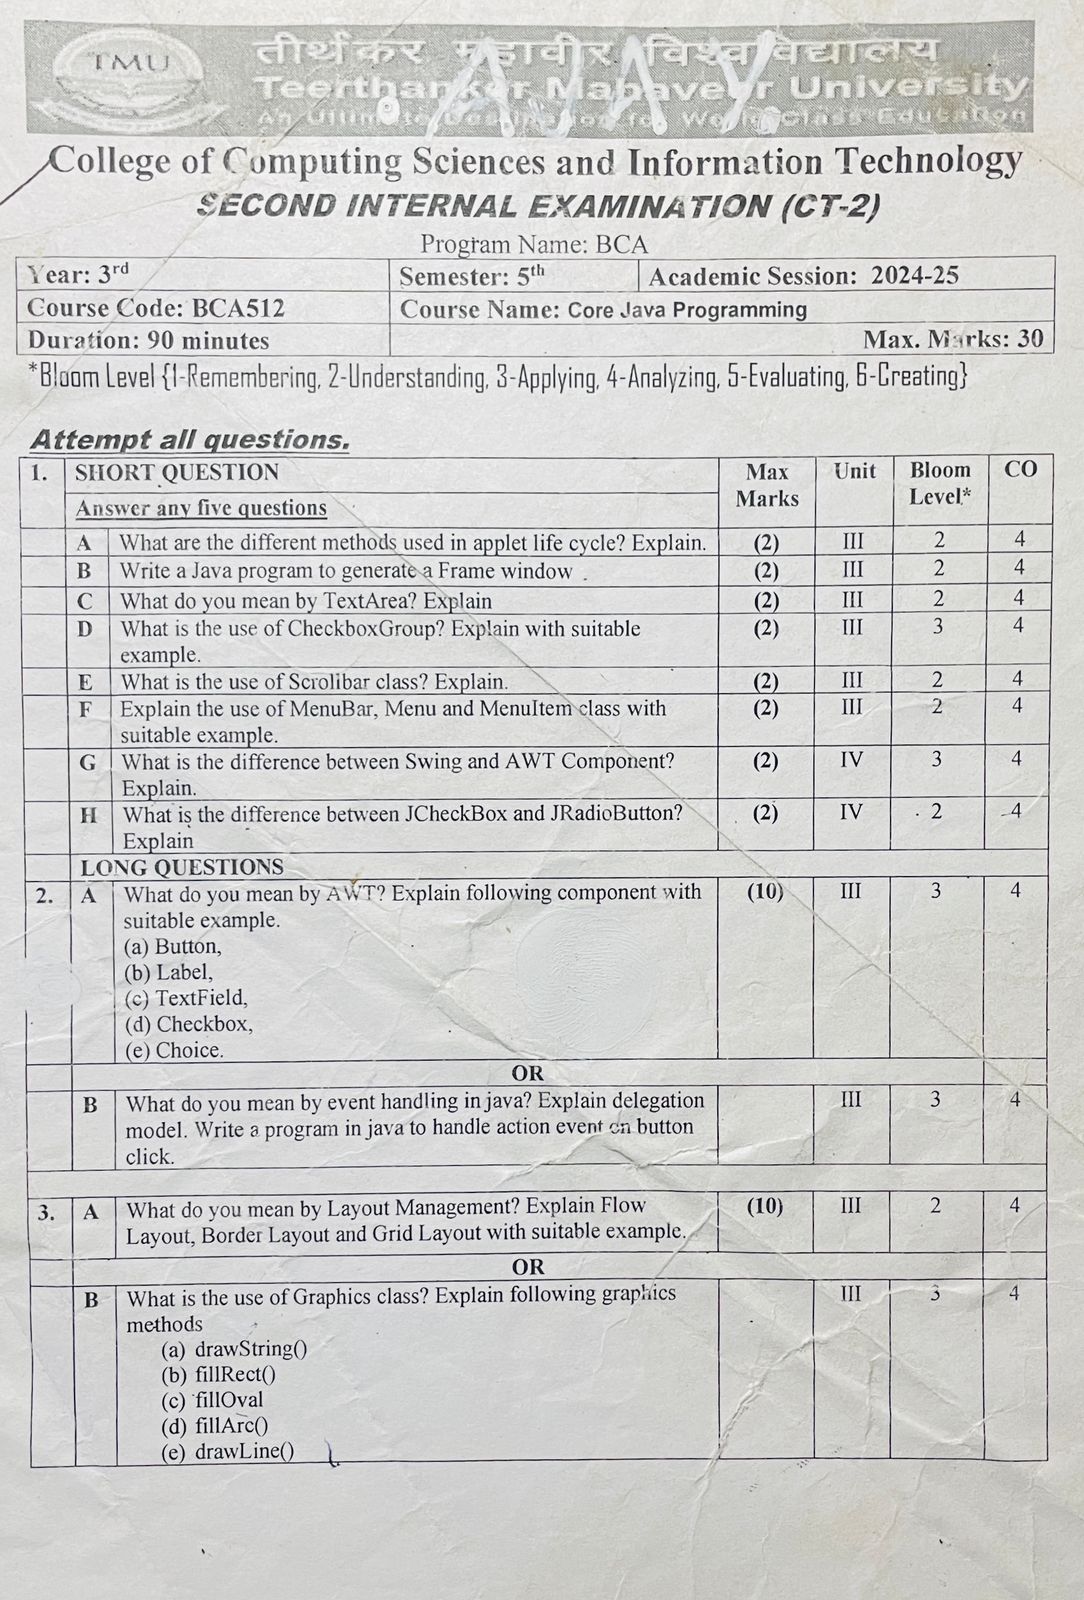 TMU
तीर्थंकर महावीर विश्वविद्यालय
AJAY
Teerthanker Mahaveer University
An Ultimate Destination for World Class Education
College of Computing Sciences and Information Technology
SECOND INTERNAL EXAMINATION (CT-2)
Program Name: BCA
Year: 3rd Semester: 5th Academic Session: 2024-25
Course Code: BCA512 Course Name: Core Java Programming
Duration: 90 minutes Max. Marks: 30
*Bloom Level {1-Remembering, 2-Understanding, 3-Applying, 4-Analyzing, 5-Evaluating, 6-Creating}
Attempt all questions.
1. SHORT QUESTION Max Marks Unit Bloom Level* CO
Answer any five questions
A What are the different methods used in applet life cycle? Explain. (2) III 2 4
B Write a Java program to generate a Frame window . (2) III 2 4
C What do you mean by TextArea? Explain (2) III 2 4
D What is the use of CheckboxGroup? Explain with suitable (2) III 3 4
example.
E What is the use of Scrolibar class? Explain. (2) III 2 4
F Explain the use of MenuBar, Menu and MenuItem class with (2) III 2 4
suitable example.
G What is the difference between Swing and AWT Component? (2) IV 3 4
Explain.
H What is the difference between JCheckBox and JRadioButton? (2) IV 2 4
Explain
LONG QUESTIONS
2. A What do you mean by AWT? Explain following component with (10) III 3 4
suitable example.
(a) Button,
(b) Label,
(c) TextField,
(d) Checkbox,
(e) Choice.
OR
B What do you mean by event handling in java? Explain delegation III 3 4
model. Write a program in java to handle action event on button
click.
3. A What do you mean by Layout Management? Explain Flow (10) III 2 4
Layout, Border Layout and Grid Layout with suitable example.
OR
B What is the use of Graphics class? Explain following graphics III 3 4
methods
(a) drawString()
(b) fillRect()
(c) fillOval
(d) fillArc()
(e) drawLine()